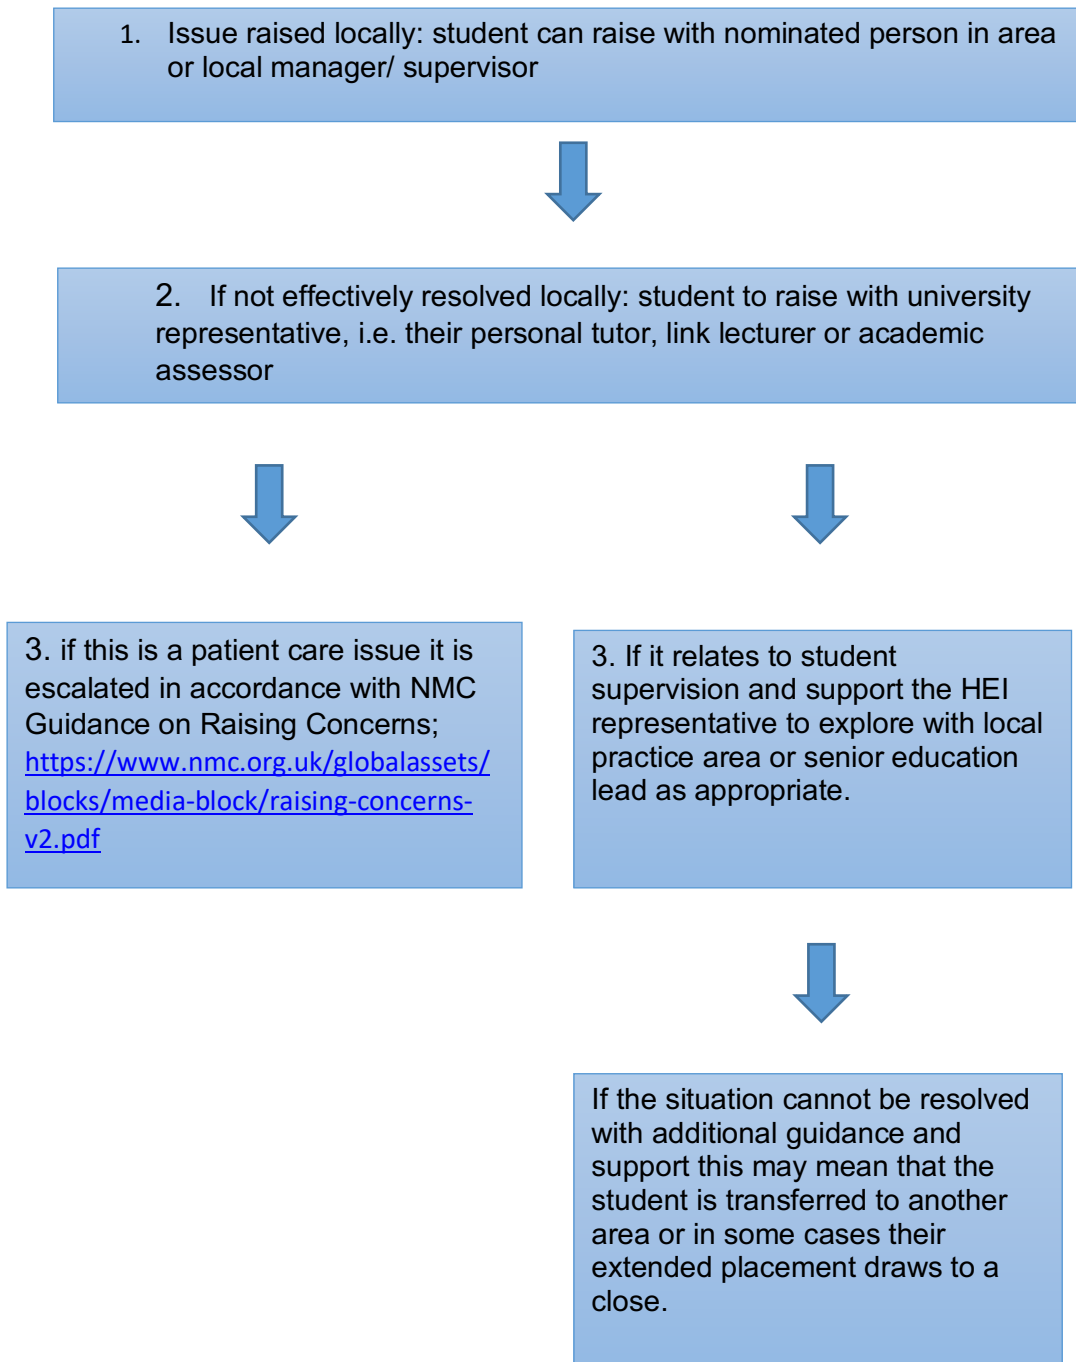 1. Issue raised locally: student can raise with nominated person in area
or local manager/ supervisor
2. If not effectively resolved locally: student to raise with university
representative, i.e. their personal tutor, link lecturer or academic
assessor
3. if this is a patient care issue it is
escalated in accordance with NMC
Guidance on Raising Concerns;
https://www.nmc.org.uk/globalassets/
blocks/media-block/raising-concerns-
v2.pdf
3. If it relates to student
supervision and support the HEI
representative to explore with local
practice area or senior education
lead as appropriate.
If the situation cannot be resolved
with additional guidance and
support this may mean that the
student is transferred to another
area or in some cases their
extended placement draws to a
close.